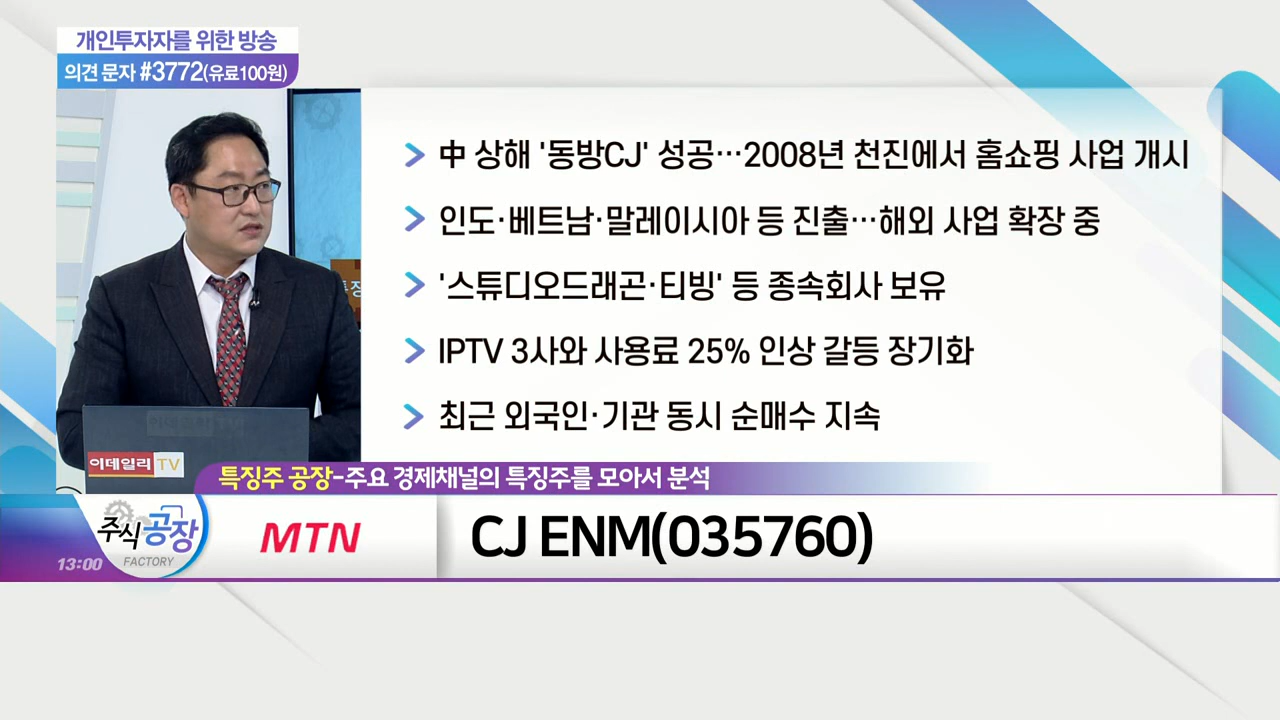 개인투자자를 위한 방송
의견 문자 #3772(유료100원)
中 상해 '동방CJ' 성공…2008년 천진에서 홈쇼핑 사업 개시
인도·베트남·말레이시아 등 진출…해외 사업 확장 중
'스튜디오드래곤·티빙' 등 종속회사 보유
IPTV 3사와 사용료 25% 인상 갈등 장기화
최근 외국인·기관 동시 순매수 지속
이데일리 TV
이데일리 TV
특징주 공장-주요 경제채널의 특징주를 모아서 분석
주식공장
FACTORY
13:00
MTN
CJ ENM(035760)